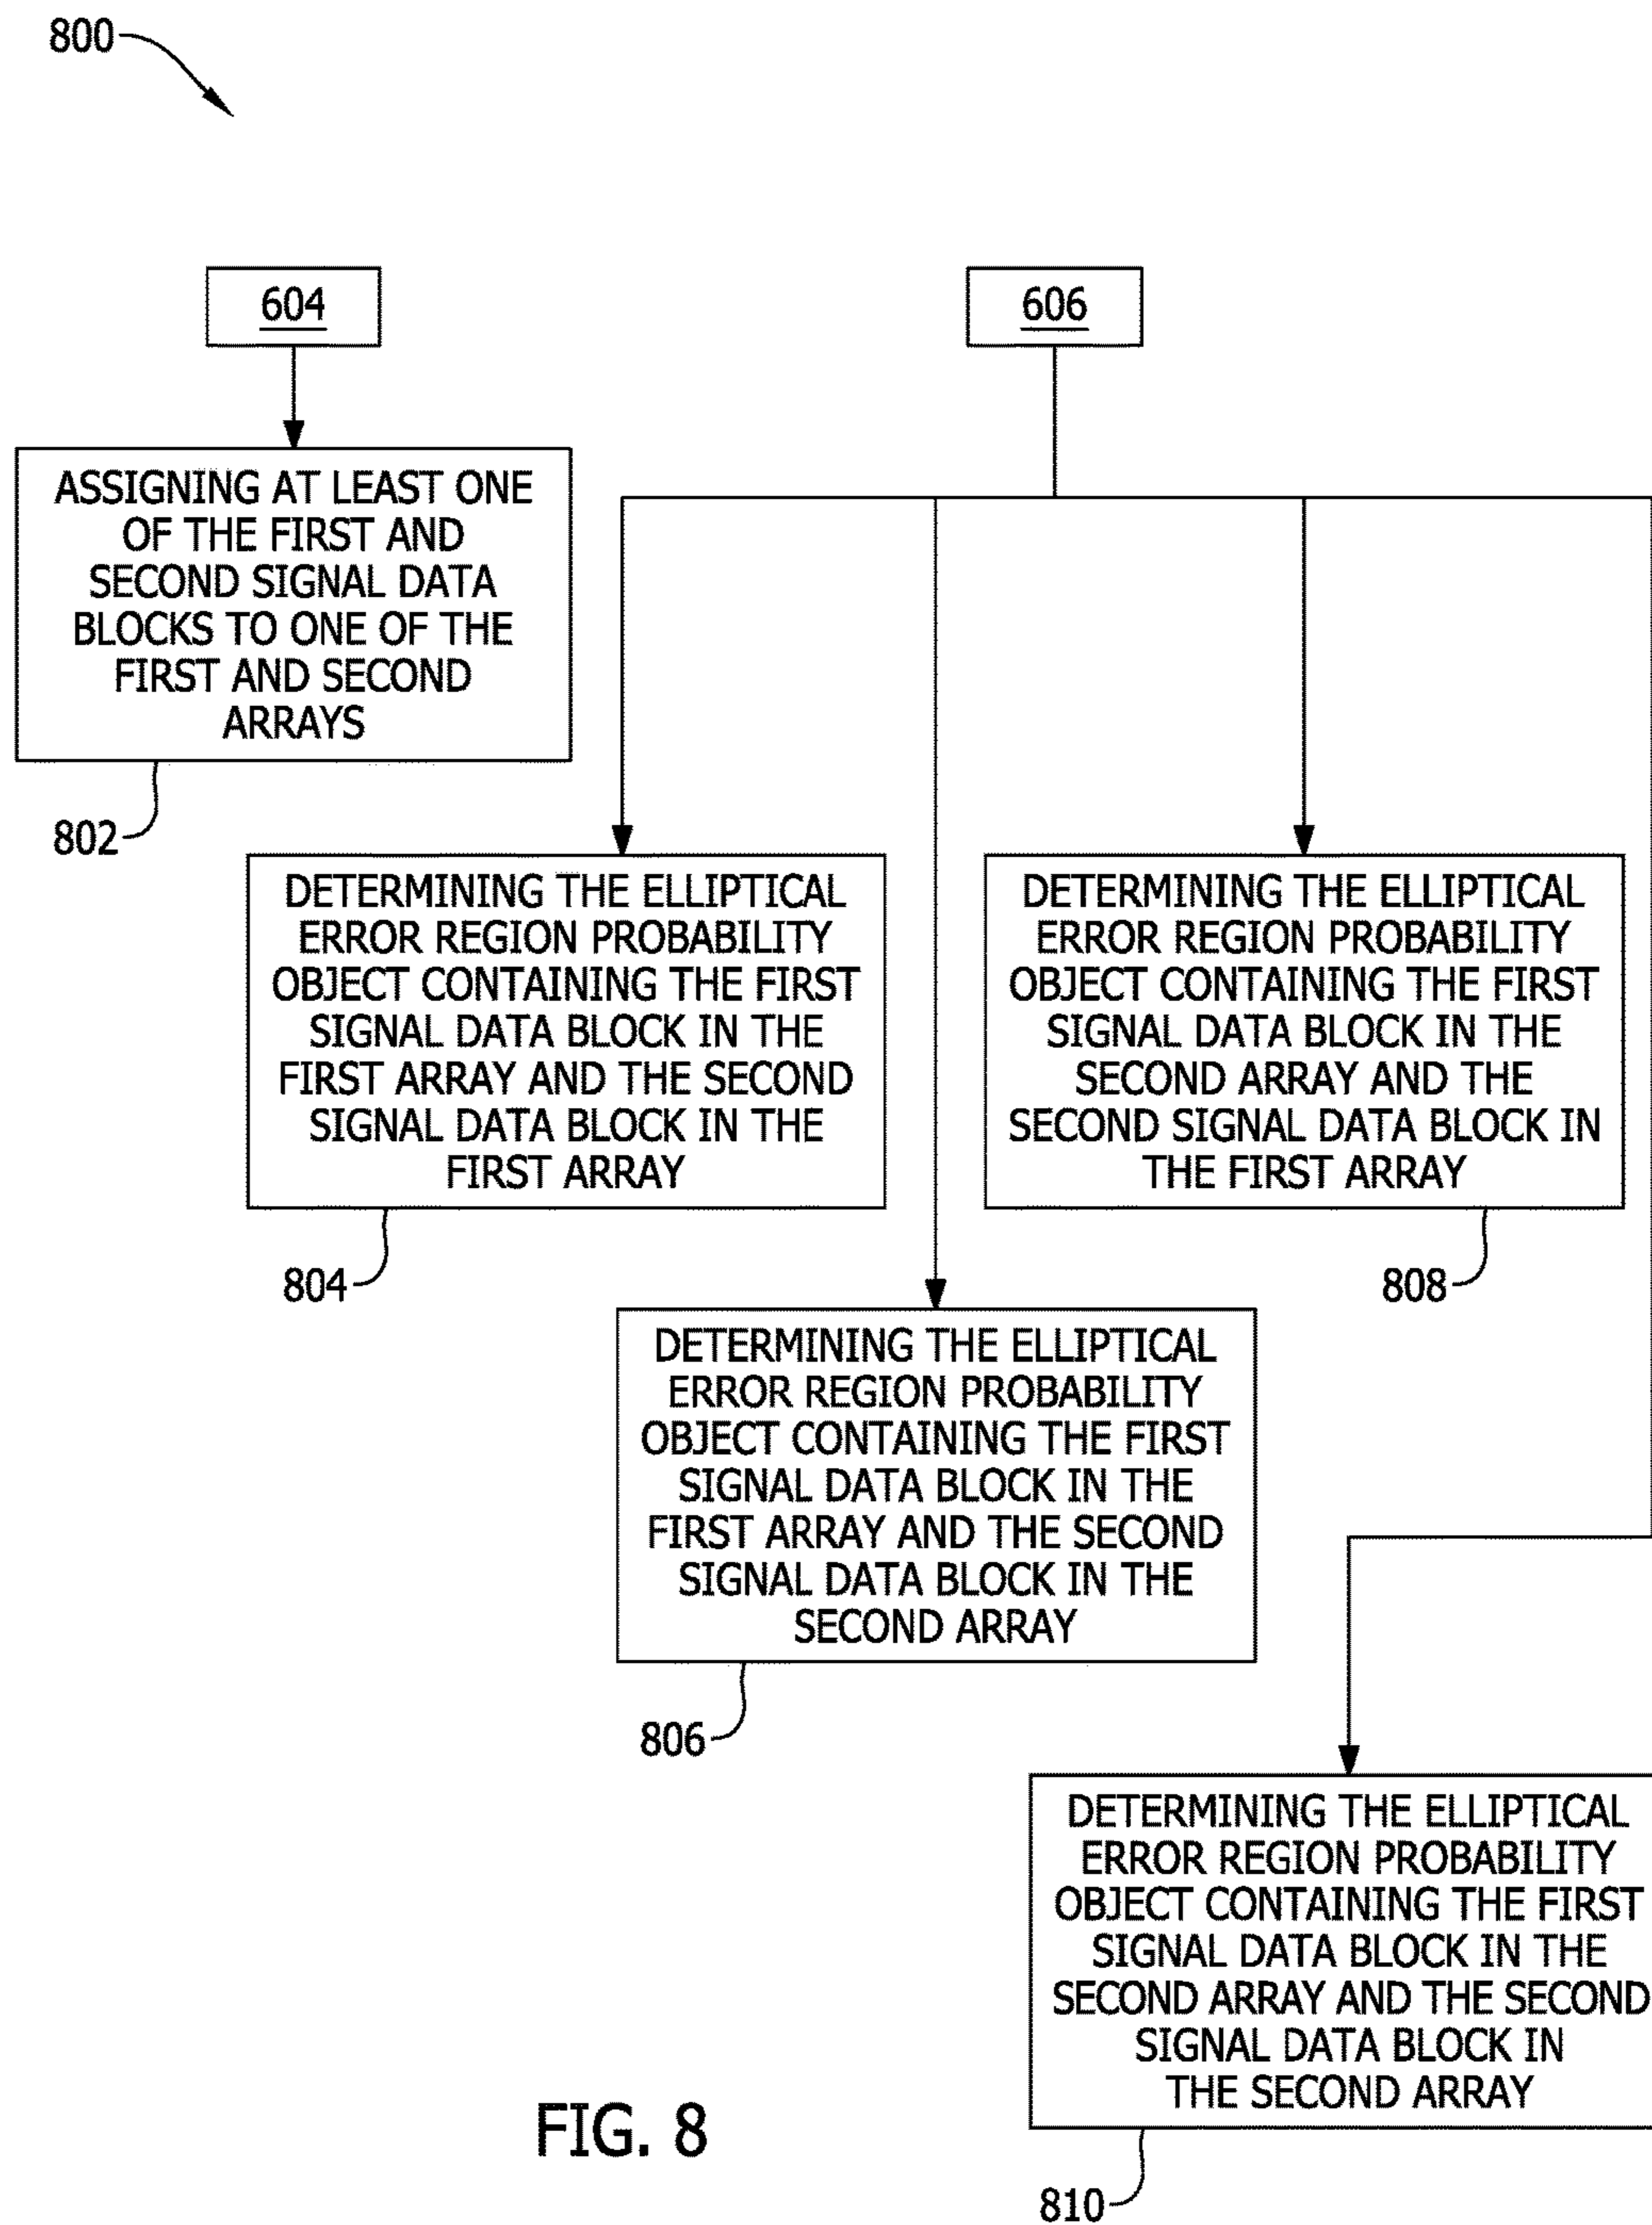 800
604
606
ASSIGNING AT LEAST ONE
OF THE FIRST AND
SECOND SIGNAL DATA
BLOCKS TO ONE OF THE
FIRST AND SECOND
ARRAYS
802
DETERMINING THE ELLIPTICAL
ERROR REGION PROBABILITY
OBJECT CONTAINING THE FIRST
SIGNAL DATA BLOCK IN THE
FIRST ARRAY AND THE SECOND
SIGNAL DATA BLOCK IN THE
FIRST ARRAY
804
DETERMINING THE ELLIPTICAL
ERROR REGION PROBABILITY
OBJECT CONTAINING THE FIRST
SIGNAL DATA BLOCK IN THE
SECOND ARRAY AND THE
SECOND SIGNAL DATA BLOCK IN
THE FIRST ARRAY
808
DETERMINING THE ELLIPTICAL
ERROR REGION PROBABILITY
OBJECT CONTAINING THE FIRST
SIGNAL DATA BLOCK IN THE
FIRST ARRAY AND THE SECOND
SIGNAL DATA BLOCK IN THE
SECOND ARRAY
806
DETERMINING THE ELLIPTICAL
ERROR REGION PROBABILITY
OBJECT CONTAINING THE FIRST
SIGNAL DATA BLOCK IN THE
SECOND ARRAY AND THE SECOND
SIGNAL DATA BLOCK IN
THE SECOND ARRAY
810
FIG. 8